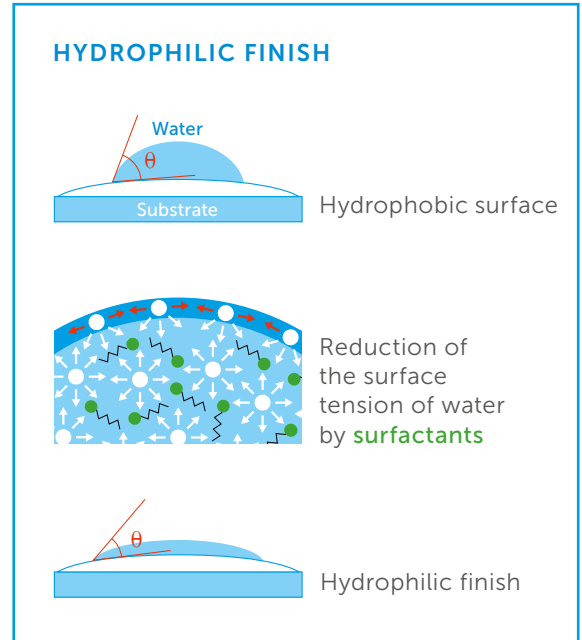 HYDROPHILIC FINISH
Water
θ
Substrate
Hydrophobic surface
Reduction of
the surface
tension of water
by surfactants
θ
Hydrophilic finish